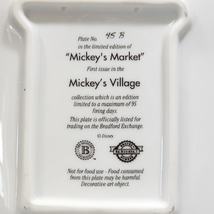 Plate No. 45 B
in the limited edition of
"Mickey's Market"
First issue in the
Mickey's Village
collection which is an edition
limited to a maximum of 95
firing days.
This plate is officially listed for
trading on the Bradford Exchange.
© Disney
B
Not for food use - Food consumed
from this plate may be harmful.
Decorative art object.